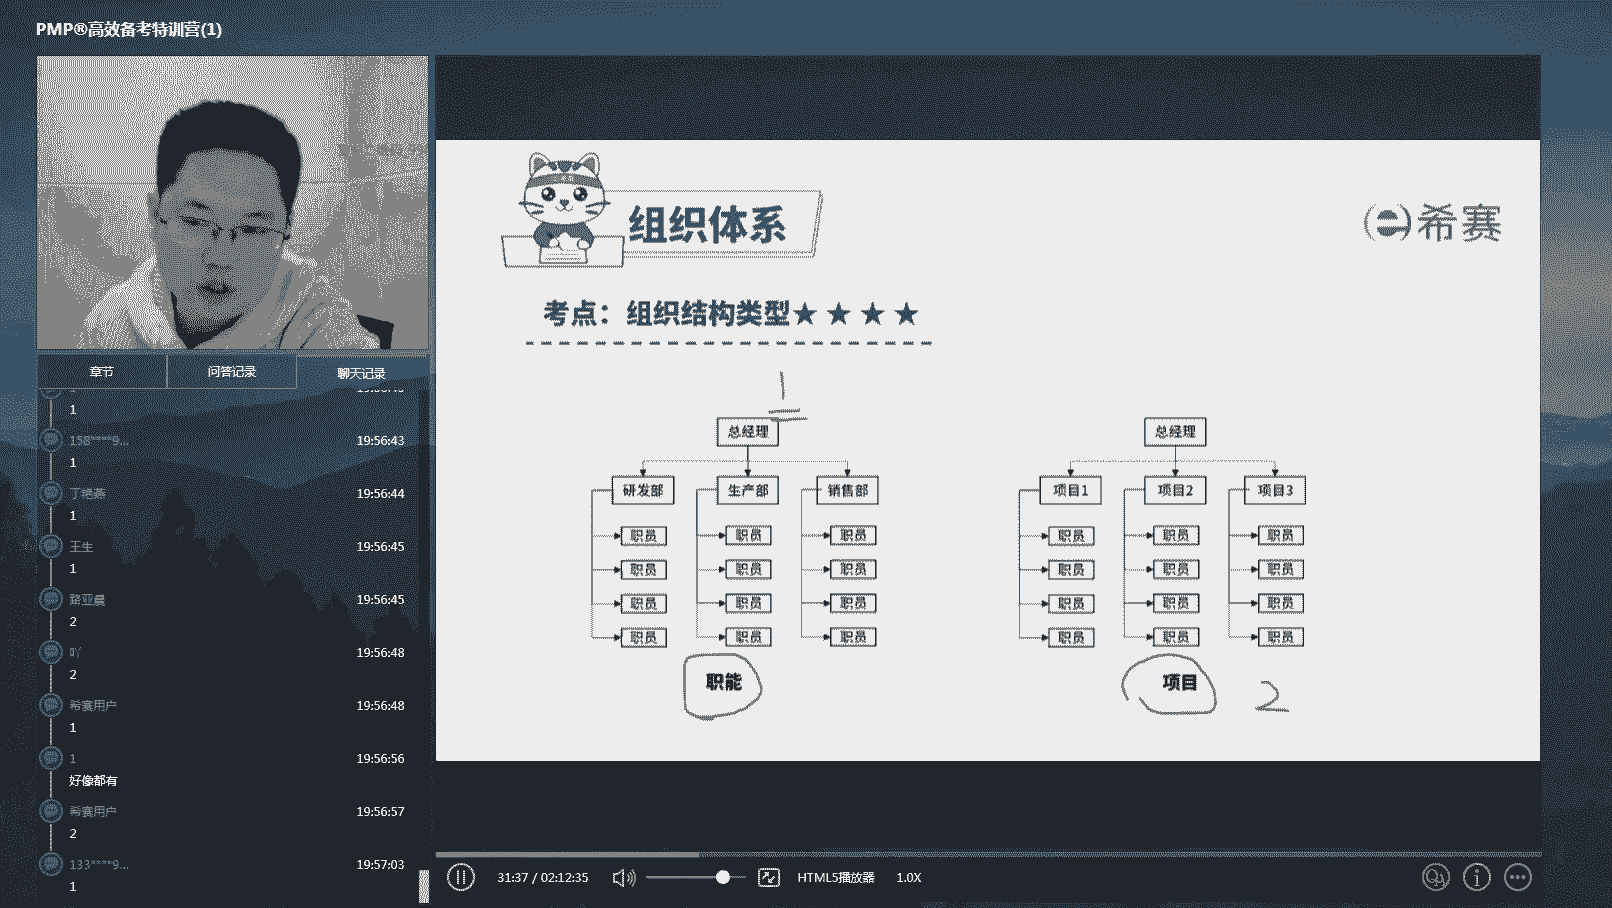 PMP®高效备考特训营(1)
章节
问答记录
聊天记录
1
158****9...
19:56:43
1
丁艳燕
19:56:44
1
王生
19:56:45
1
路亚晨
19:56:45
2
吖
19:56:48
2
希赛用户
19:56:48
1
1
19:56:56
好像都有
希赛用户
19:56:57
2
133****9...
19:57:03
1
组织体系
希赛
考点：组织结构类型★★★★
1
总经理
研发部 生产部 销售部
职员 职员 职员
职员 职员 职员
职员 职员 职员
职员 职员 职员
职能
总经理
项目1 项目2 项目3
职员 职员 职员
职员 职员 职员
职员 职员 职员
职员 职员 职员
项目
2
31:37 / 02:12:35
HTML5播放器
1.0X